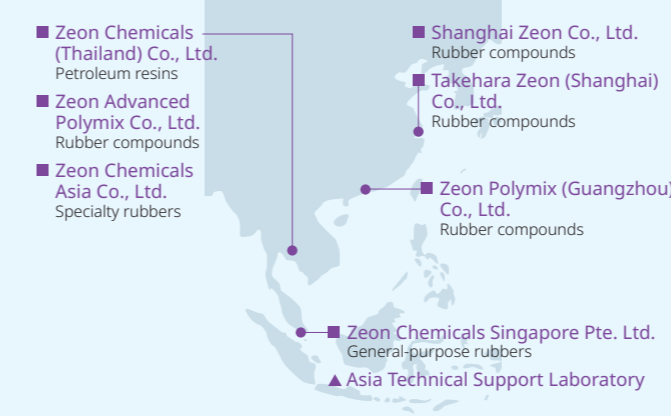 Zeon Chemicals
(Thailand) Co., Ltd.
Petroleum resins
Zeon Advanced
Polymix Co., Ltd.
Rubber compounds
Zeon Chemicals
Asia Co., Ltd.
Specialty rubbers
Shanghai Zeon Co., Ltd.
Rubber compounds
Takehara Zeon (Shanghai)
Co., Ltd.
Rubber compounds
Zeon Polymix (Guangzhou)
Co., Ltd.
Rubber compounds
Zeon Chemicals Singapore Pte. Ltd.
General-purpose rubbers
Asia Technical Support Laboratory